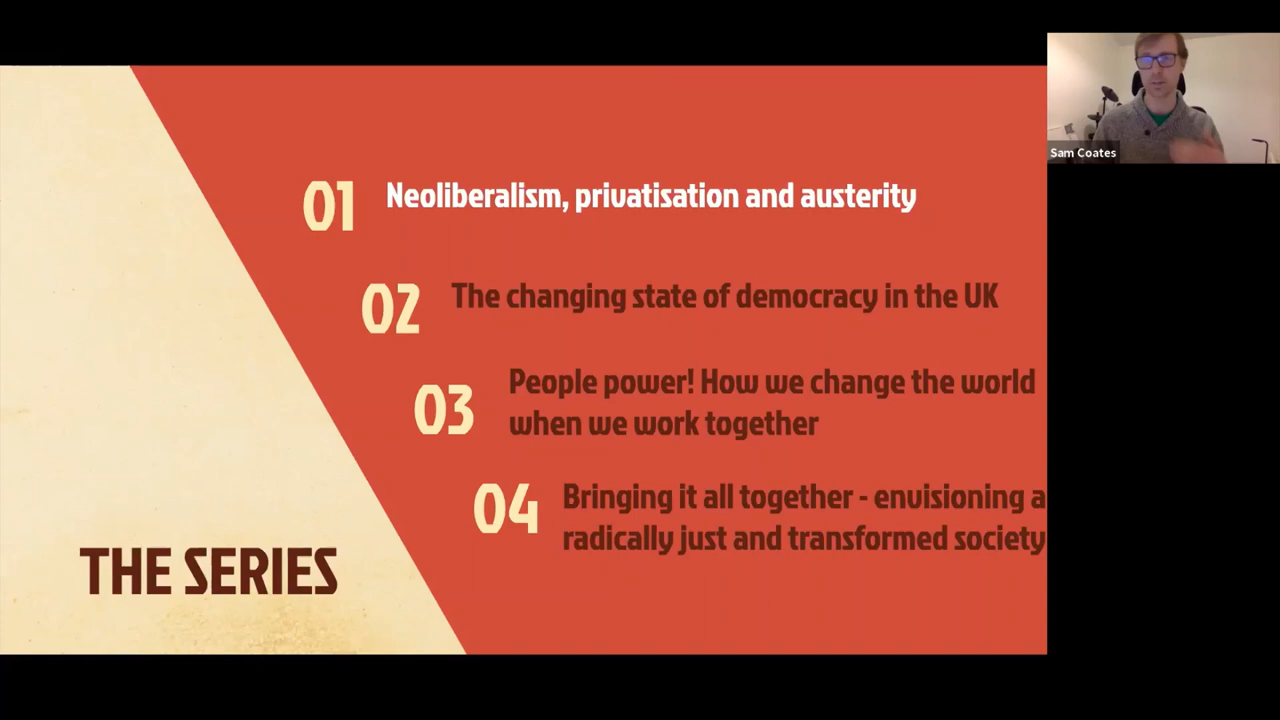 Sam Coates
01 Neoliberalism, privatisation and austerity
02 The changing state of democracy in the UK
03 People power! How we change the world
when we work together
04 Bringing it all together - envisioning a
radically just and transformed society
THE SERIES